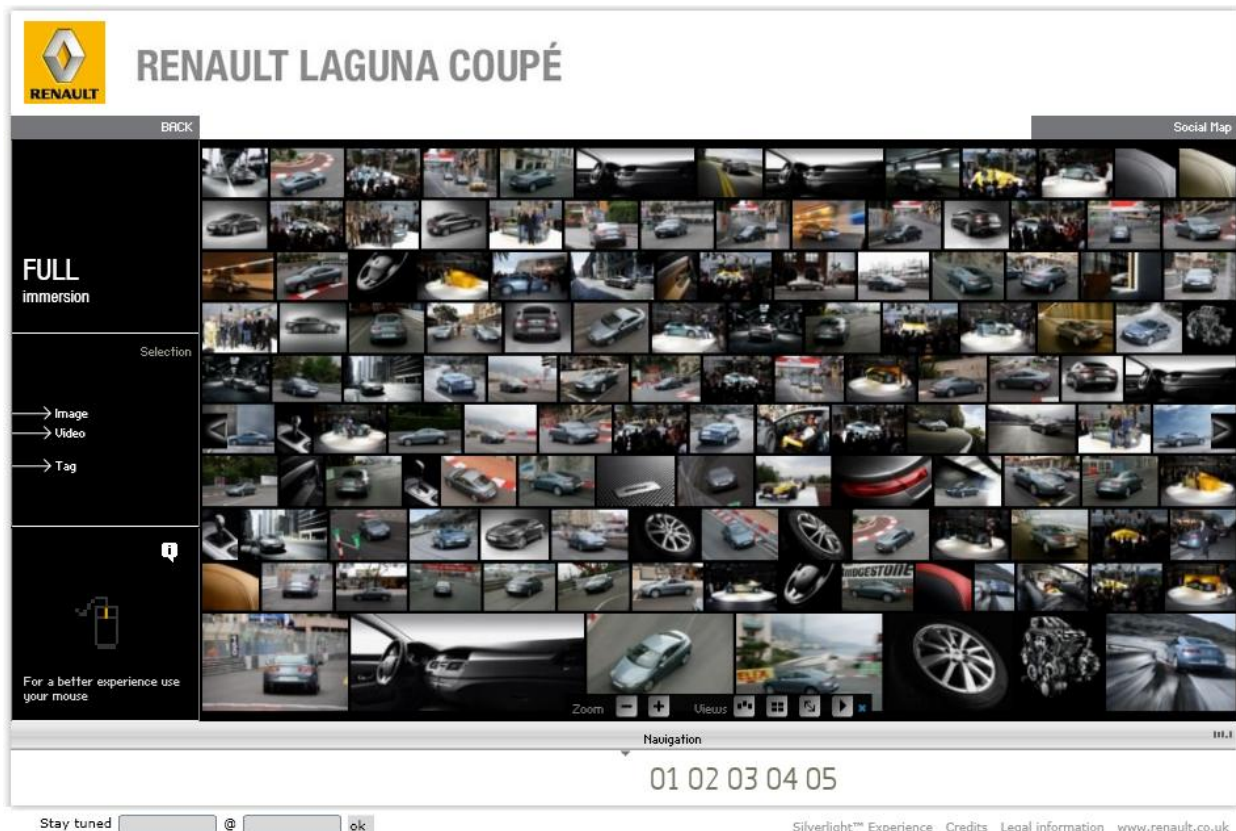 RENAULT
RENAULT LAGUNA COUPÉ
BACK
Social Map
FULL
immersion
Selection
Image
Video
Tag
i
For a better experience use
your mouse
BRIDGESTONE
Zoom - + Views
Navigation
01 02 03 04 05
Stay tuned @ ok
Silverlight™ Experience Credits Legal information www.renault.co.uk